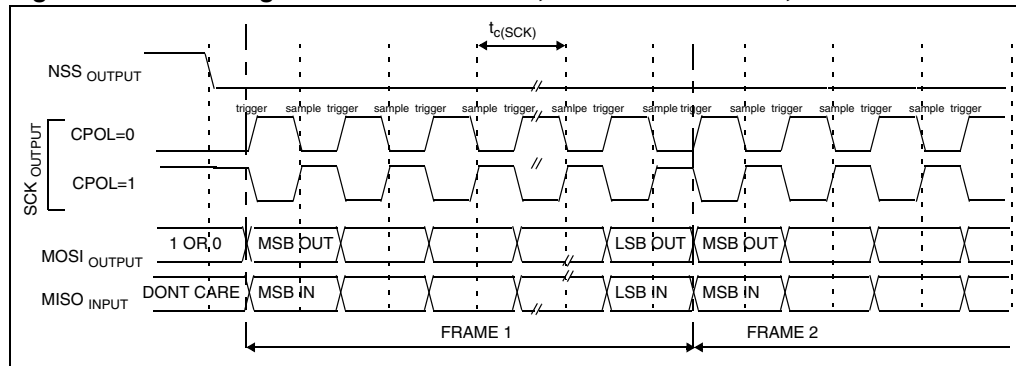 tc(SCK)
NSS OUTPUT
trigger sample trigger sample trigger sample trigger sample trigger samlpe trigger sample trigger sample trigger sample trigger sample trigger
SCK OUTPUT
CPOL=0
CPOL=1
MOSI OUTPUT
1 OR 0 MSB OUT LSB OUT MSB OUT
MISO INPUT
DONT CARE MSB IN LSB IN MSB IN
FRAME 1 FRAME 2